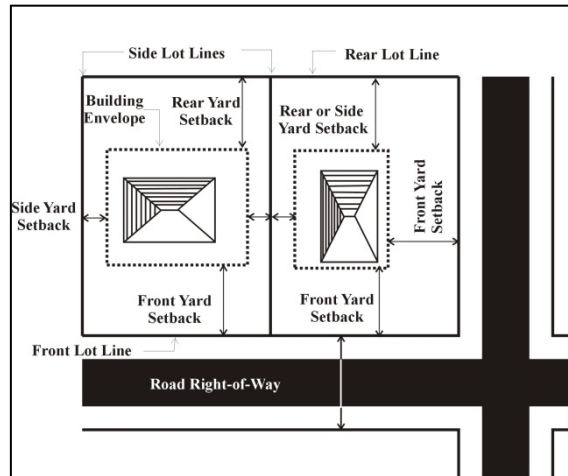 Side Lot Lines
Rear Lot Line
Building
Envelope
Rear Yard
Setback
Rear or Side
Yard Setback
Side Yard
Setback
Front Yard
Setback
Front Yard
Setback
Front Yard
Setback
Front Lot Line
Road Right-of-Way